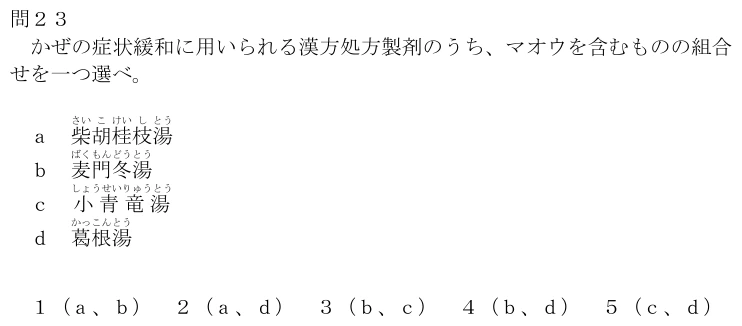 問２３
かぜの症状緩和に用いられる漢方処方製剤のうち、マオウを含むものの組合
せを一つ選べ。
さい こ けい し とう
ａ　柴胡桂枝湯
ばくもんどうとう
ｂ　麦門冬湯
しょうせいりゅうとう
ｃ　小青竜湯
かっこんとう
ｄ　葛根湯
１（ａ、ｂ）　２（ａ、ｄ）　３（ｂ、ｃ）　４（ｂ、ｄ）　５（ｃ、ｄ）